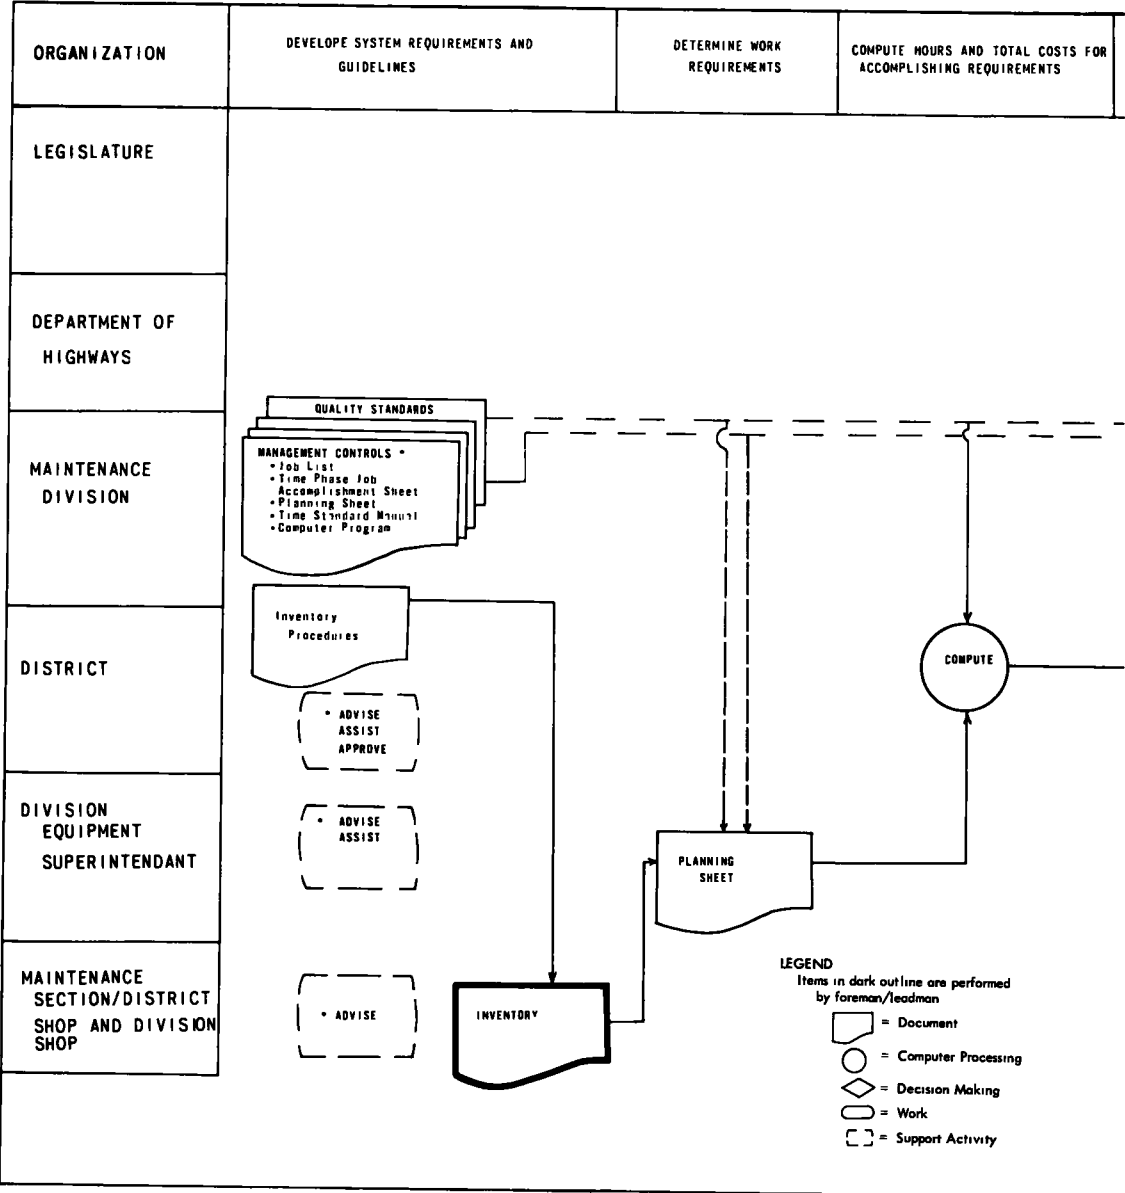 ORGANIZATION
DEVELOPE SYSTEM REQUIREMENTS AND
GUIDELINES
DETERMINE WORK
REQUIREMENTS
COMPUTE HOURS AND TOTAL COSTS FOR
ACCOMPLISHING REQUIREMENTS
LEGISLATURE
DEPARTMENT OF
HIGHWAYS
MAINTENANCE
DIVISION
QUALITY STANDARDS
MANAGEMENT CONTROLS •
• Job List
• Time Phase Job
Accomplishment Sheet
• Planning Sheet
• Time Standard Manual
• Computer Program
DISTRICT
Inventory
Procedures
• ADVISE
ASSIST
APPROVE
COMPUTE
DIVISION
EQUIPMENT
SUPERINTENDANT
• ADVISE
ASSIST
PLANNING
SHEET
MAINTENANCE
SECTION/DISTRICT
SHOP AND DIVISION
SHOP
• ADVISE
INVENTORY
LEGEND
Items in dark outline are performed
by foreman/leadman
= Document
= Computer Processing
= Decision Making
= Work
= Support Activity